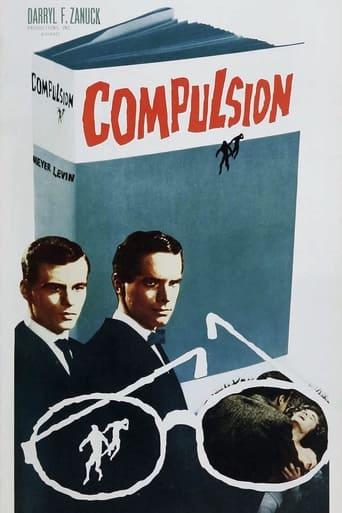 DARRYL F. ZANUCK
PRODUCTIONS, INC.
COMPULSION
COMPULSION
MEYER LEVIN